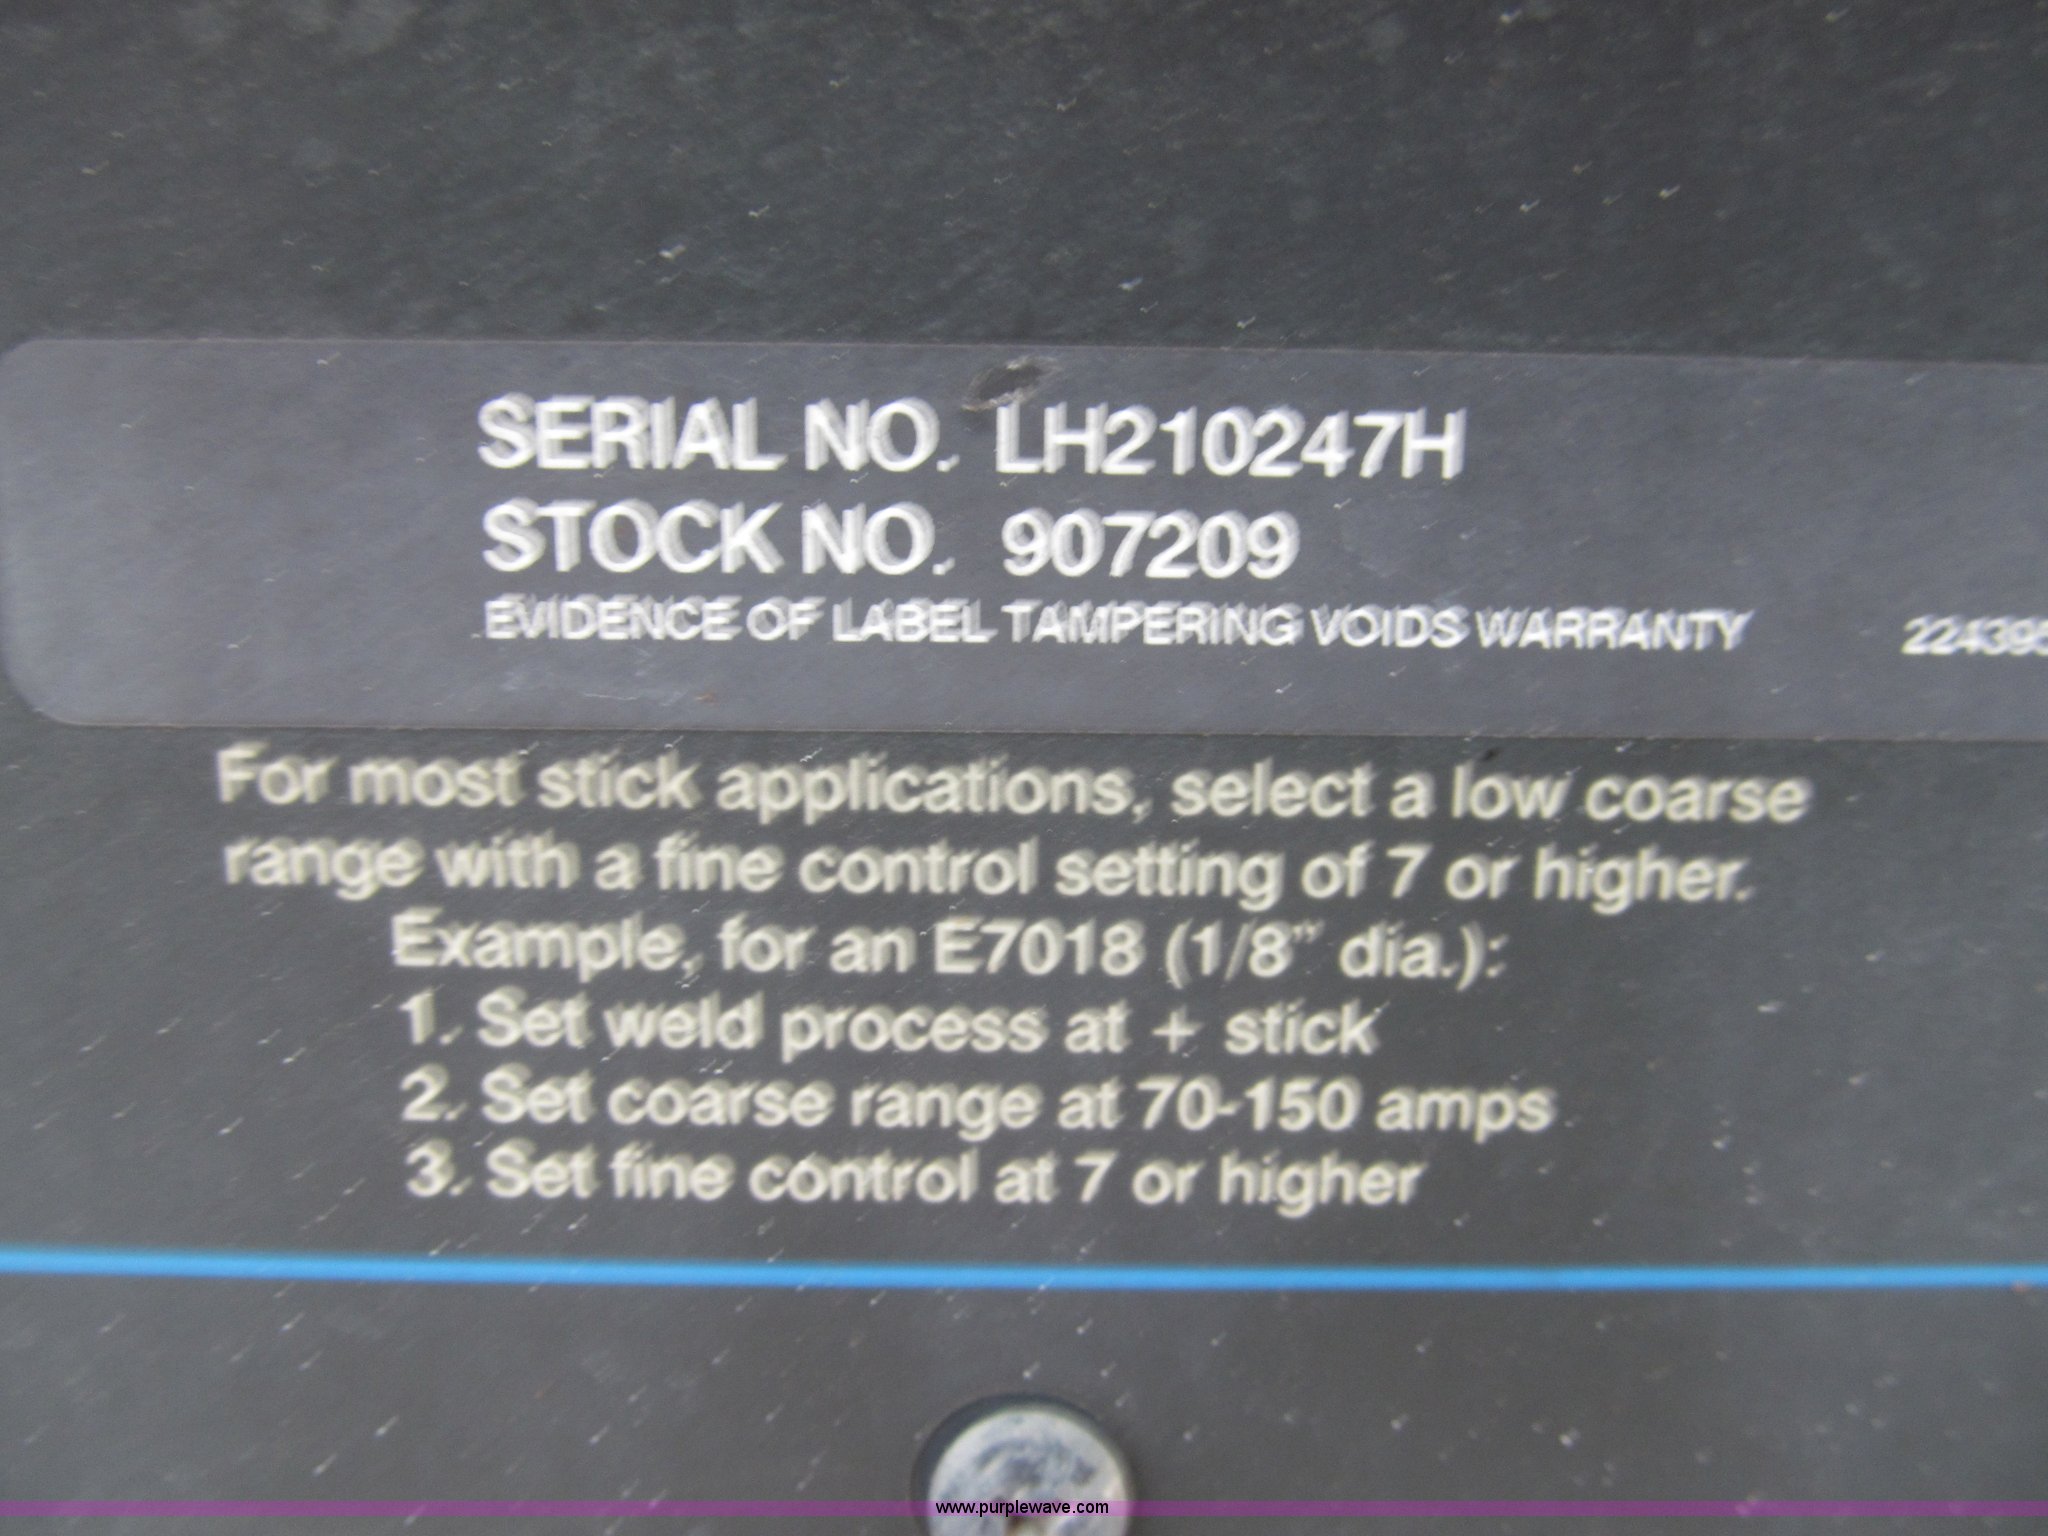 SERIAL NO. LH210247H
STOCK NO. 907209
EVIDENCE OF LABEL TAMPERING VOIDS WARRANTY 224395
For most stick applications, select a low coarse
range with a fine control setting of 7 or higher.
Example, for an E7018 (1/8" dia.):
1. Set weld process at + stick
2. Set coarse range at 70-150 amps
3. Set fine control at 7 or higher
www.purplewave.com